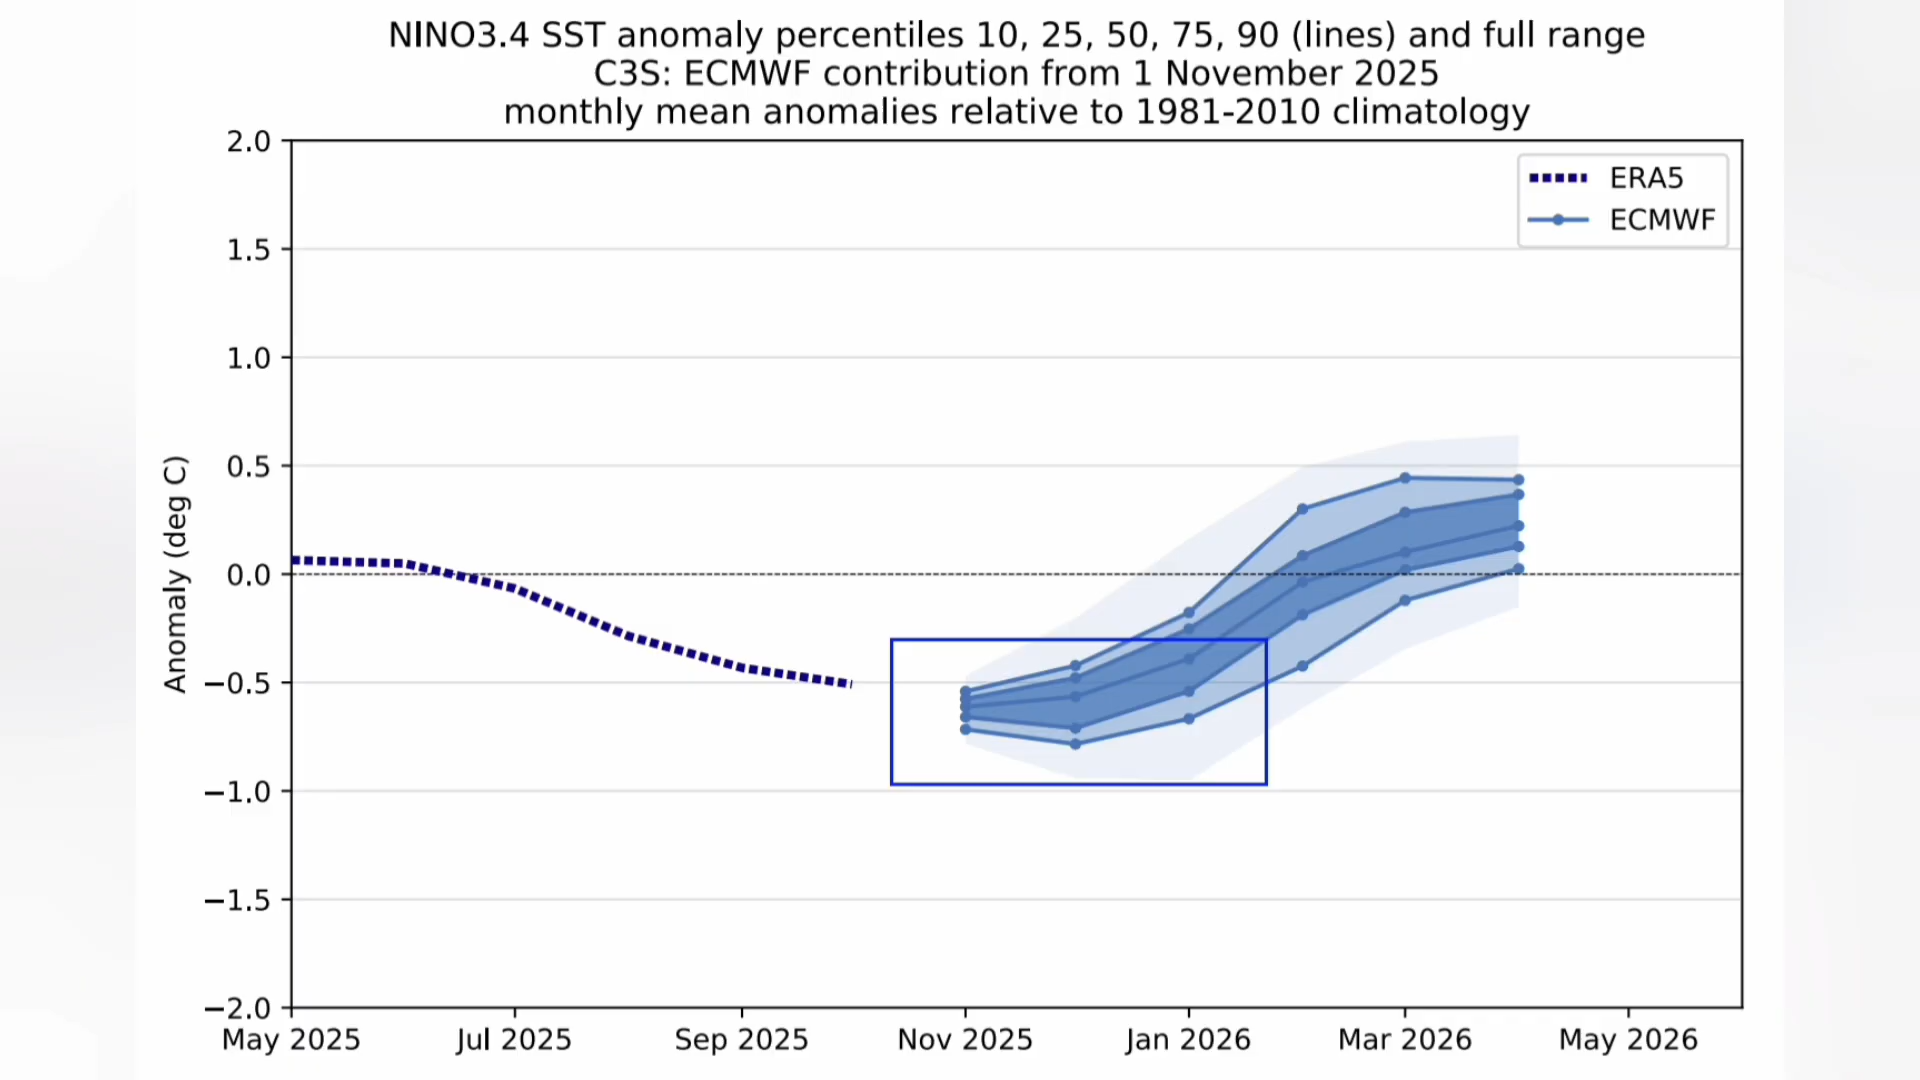 NINO3.4 SST anomaly percentiles 10, 25, 50, 75, 90 (lines) and full range
C3S: ECMWF contribution from 1 November 2025
monthly mean anomalies relative to 1981-2010 climatology
ERA5
ECMWF
Anomaly (deg C)
2.0
1.5
1.0
0.5
0.0
−0.5
−1.0
−1.5
−2.0
May 2025
Jul 2025
Sep 2025
Nov 2025
Jan 2026
Mar 2026
May 2026